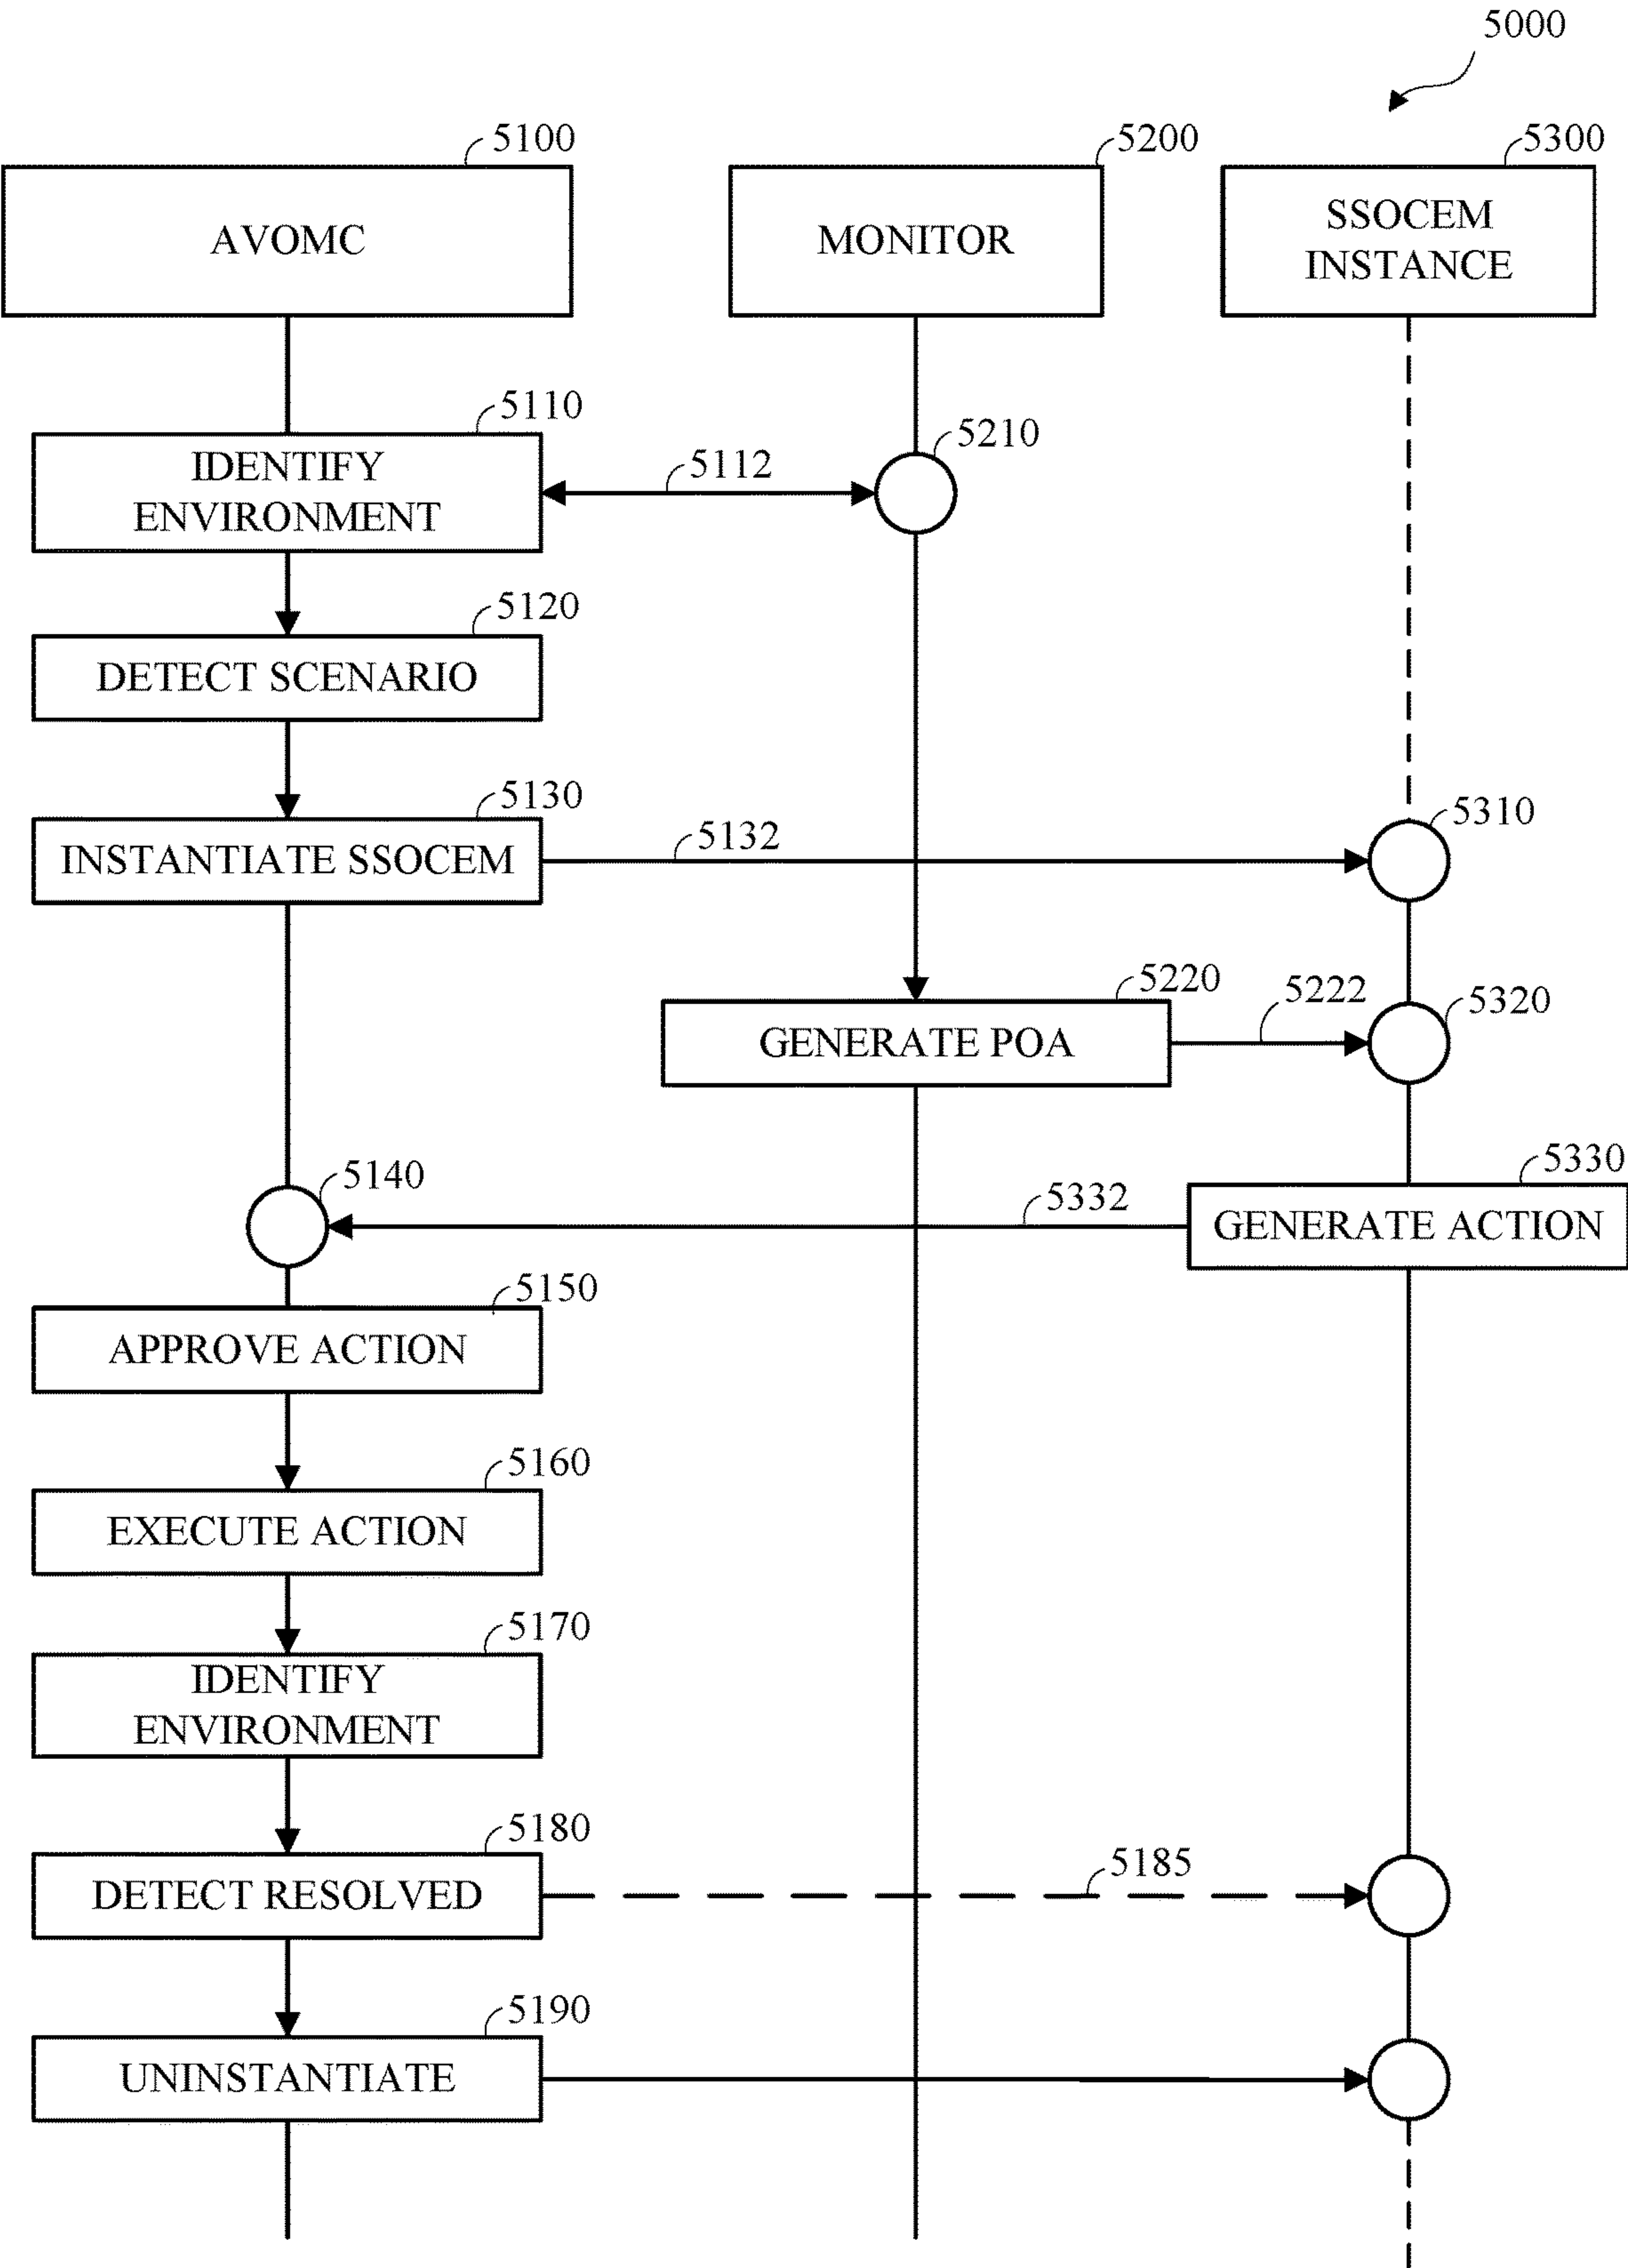 5000
5100
5200
5300
AVOMC
MONITOR
SSOCEM
INSTANCE
5110
IDENTIFY
ENVIRONMENT
5112
5210
5120
DETECT SCENARIO
5130
INSTANTIATE SSOCEM
5132
5310
5220
GENERATE POA
5222
5320
5140
5332
5330
GENERATE ACTION
5150
APPROVE ACTION
5160
EXECUTE ACTION
5170
IDENTIFY
ENVIRONMENT
5180
DETECT RESOLVED
5185
5190
UNINSTANTIATE